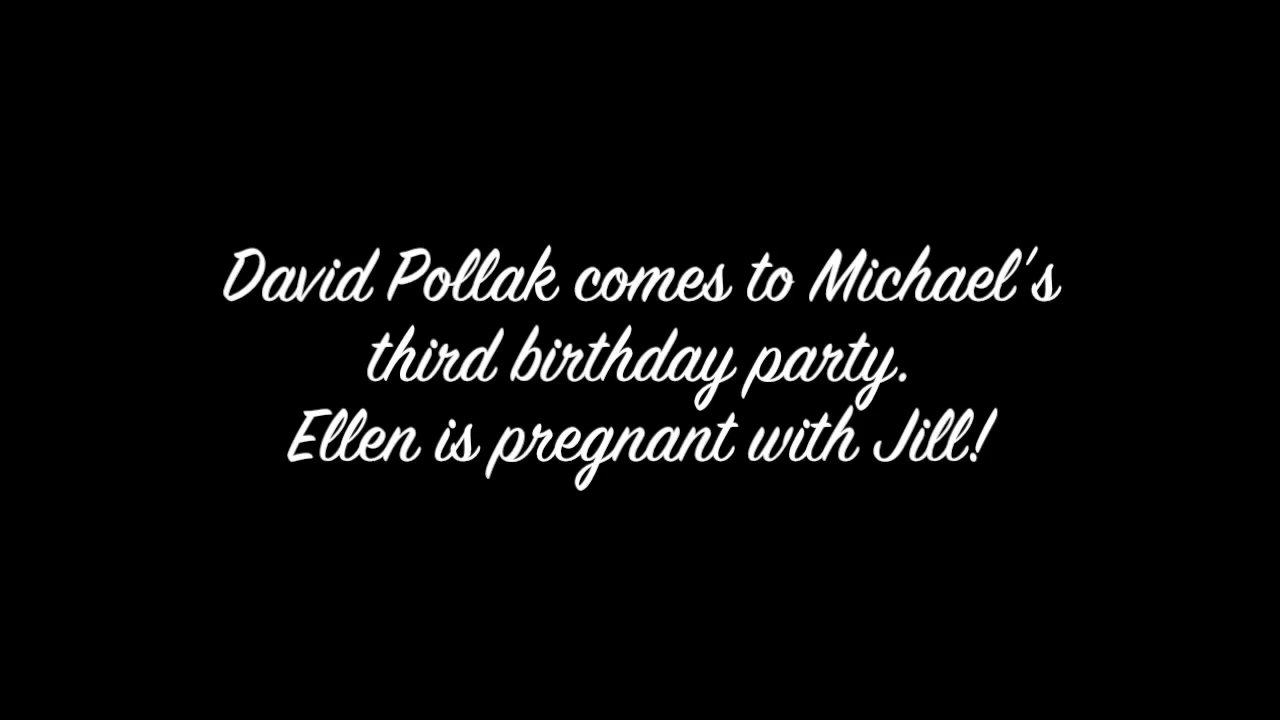 David Pollak comes to Michael's
third birthday party.
Ellen is pregnant with Jill!